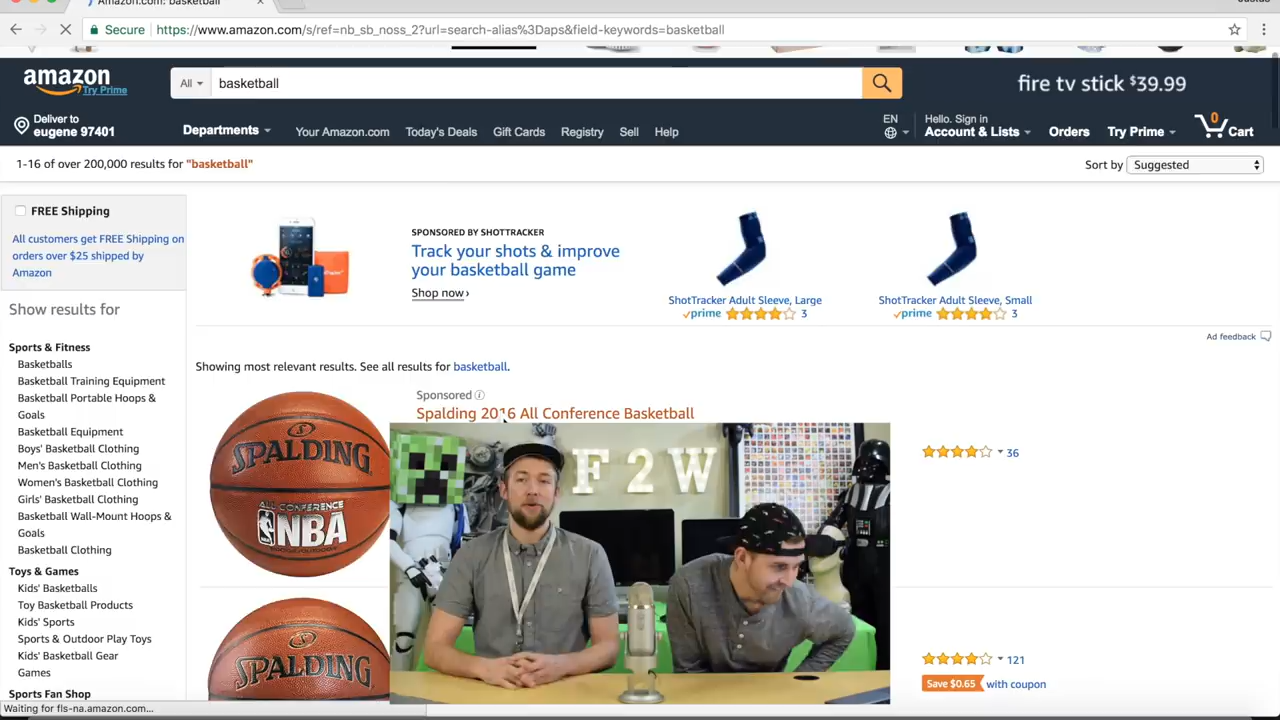 Amazon.com: basketball
Secure
https://www.amazon.com/s/ref=nb_sb_noss_2?url=search-alias%3Daps&field-keywords=basketball
amazon
Try Prime
All
basketball
fire tv stick $39.99
Deliver to
eugene 97401
Departments
Your Amazon.com
Today's Deals
Gift Cards
Registry
Sell
Help
EN
Hello. Sign in
Account & Lists
Orders
Try Prime
0
Cart
1-16 of over 200,000 results for "basketball"
Sort by
Suggested
FREE Shipping
All customers get FREE Shipping on
orders over $25 shipped by
Amazon
Show results for
Sports & Fitness
Basketballs
Basketball Training Equipment
Basketball Portable Hoops &
Goals
Basketball Equipment
Boys' Basketball Clothing
Men's Basketball Clothing
Women's Basketball Clothing
Girls' Basketball Clothing
Basketball Wall-Mount Hoops &
Goals
Basketball Clothing
Toys & Games
Kids' Basketballs
Toy Basketball Products
Kids' Sports
Sports & Outdoor Play Toys
Kids' Basketball Gear
Games
Sports Fan Shop
Waiting for fls-na.amazon.com...
SPONSORED BY SHOTTRACKER
Track your shots & improve
your basketball game
Shop now ›
ShotTracker Adult Sleeve, Large
prime
3
ShotTracker Adult Sleeve, Small
prime
3
Ad feedback
Showing most relevant results. See all results for basketball.
Sponsored
Spalding 2016 All Conference Basketball
SPALDING
ALL CONFERENCE
NBA
36
F 2 W
SPALDING
121
Save $0.65
with coupon